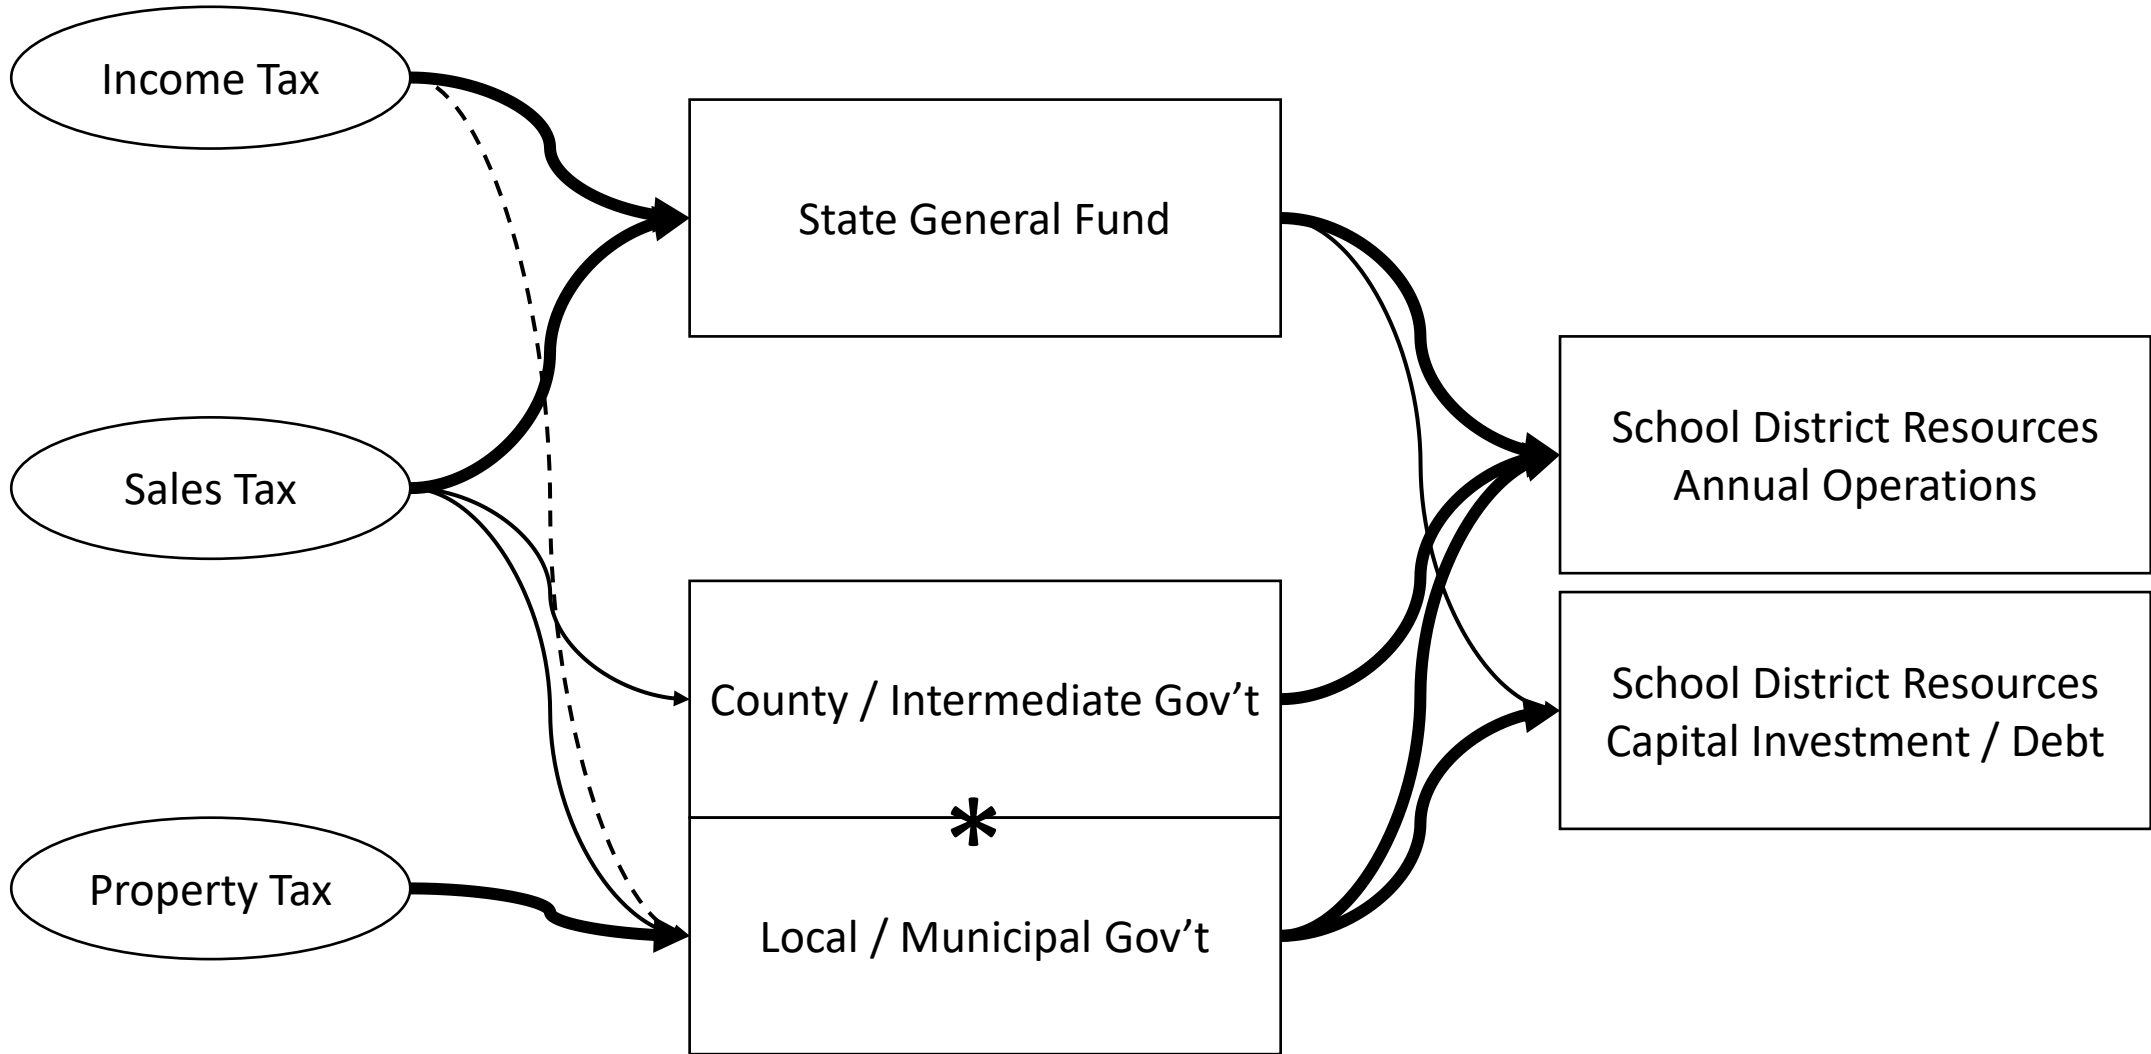 Income Tax
State General Fund
Sales Tax
School District Resources
Annual Operations
County / Intermediate Gov’t
School District Resources
Capital Investment / Debt
*
Property Tax
Local / Municipal Gov’t